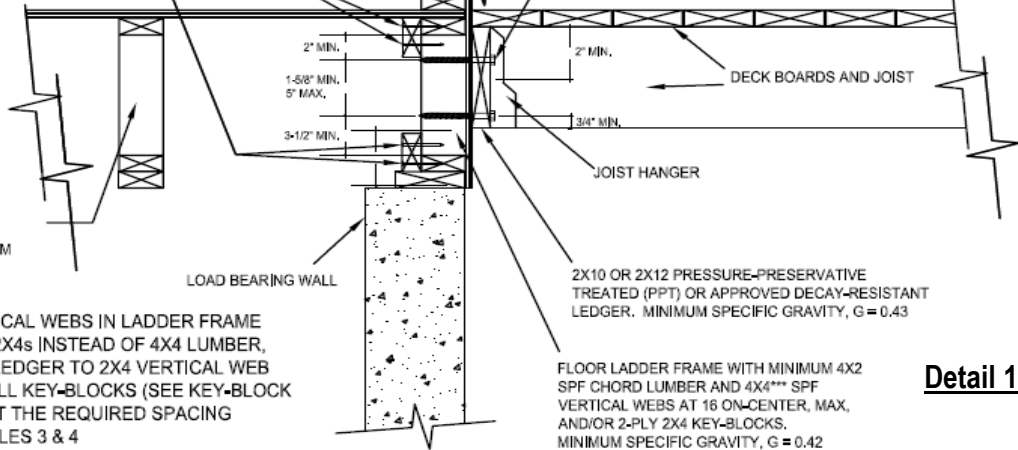 2" MIN.
2" MIN.
1-5/8" MIN.
5" MAX.
DECK BOARDS AND JOIST
3/4" MIN.
3-1/2" MIN.
JOIST HANGER
M
LOAD BEARING WALL
2X10 OR 2X12 PRESSURE-PRESERVATIVE
TREATED (PPT) OR APPROVED DECAY-RESISTANT
LEDGER. MINIMUM SPECIFIC GRAVITY, G = 0.43
ICAL WEBS IN LADDER FRAME
2X4s INSTEAD OF 4X4 LUMBER,
EDGER TO 2X4 VERTICAL WEB
LL KEY-BLOCKS (SEE KEY-BLOCK
T THE REQUIRED SPACING
LES 3 & 4
FLOOR LADDER FRAME WITH MINIMUM 4X2
SPF CHORD LUMBER AND 4X4*** SPF
VERTICAL WEBS AT 16 ON-CENTER, MAX,
AND/OR 2-PLY 2X4 KEY-BLOCKS.
MINIMUM SPECIFIC GRAVITY, G = 0.42
Detail 1